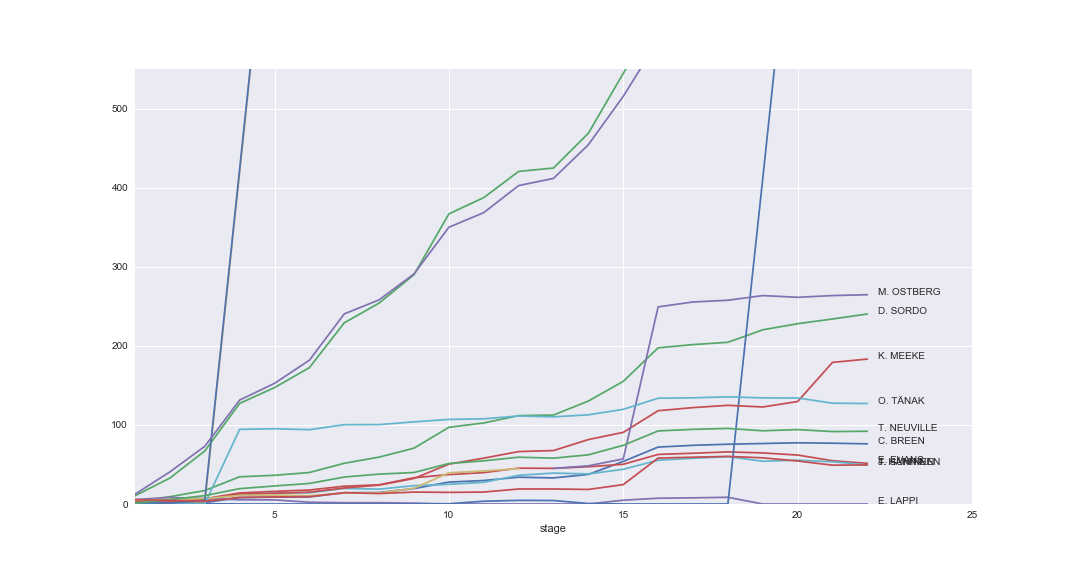 500
400
300
200
100
0
M. OSTBERG
D. SORDO
K. MEEKE
O. TÄNAK
T. NEUVILLE
C. BREEN
E. LAPPI
5
10
15
20
25
stage